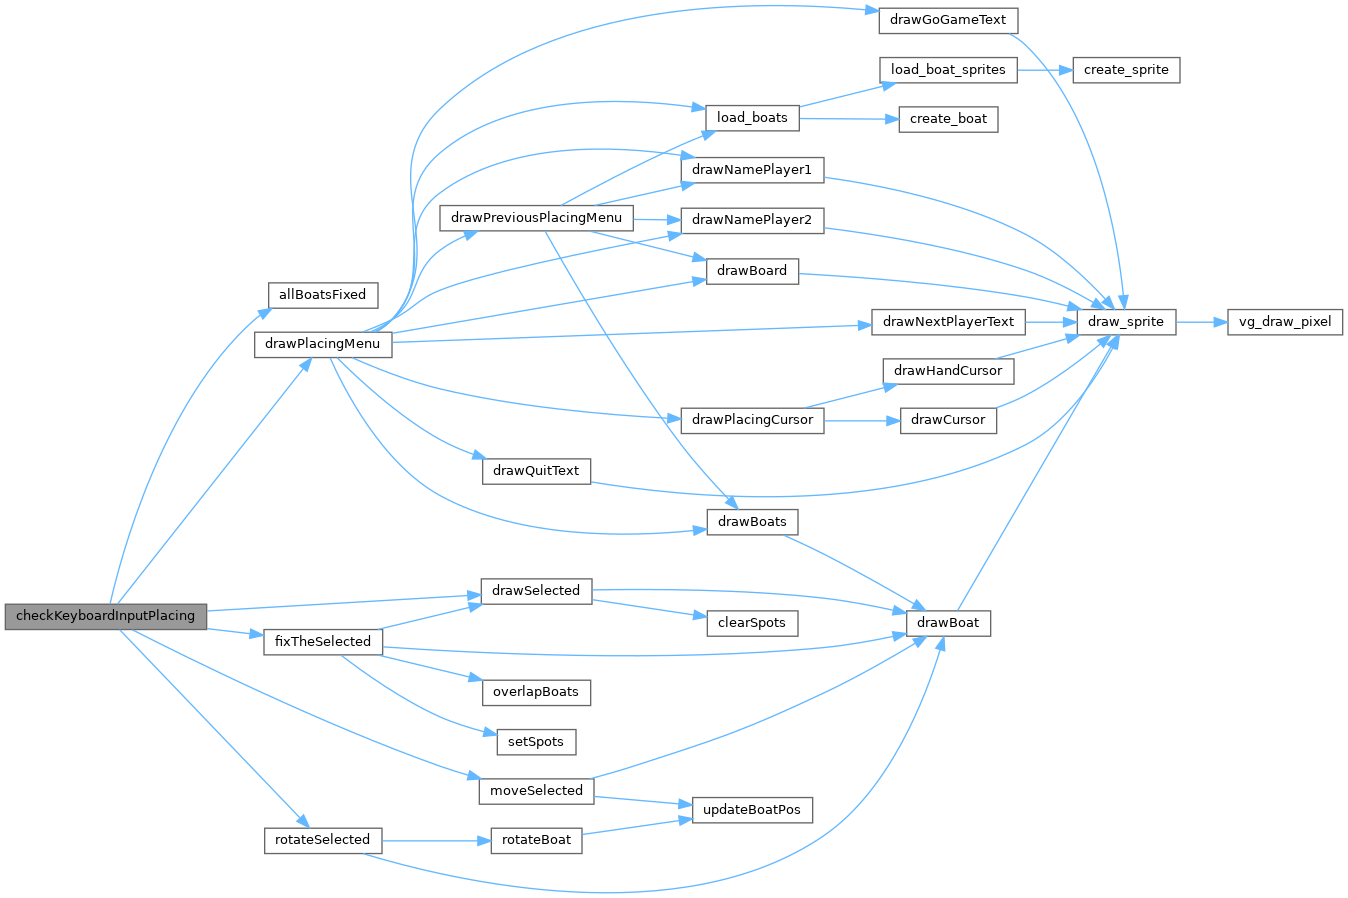 drawGoGameText
load_boat_sprites
create_sprite
load_boats
create_boat
drawNamePlayer1
drawPreviousPlacingMenu
drawNamePlayer2
drawBoard
allBoatsFixed
drawNextPlayerText
draw_sprite
vg_draw_pixel
drawPlacingMenu
drawHandCursor
drawPlacingCursor
drawCursor
drawQuitText
drawBoats
drawSelected
checkKeyboardInputPlacing
clearSpots
drawBoat
fixTheSelected
overlapBoats
setSpots
moveSelected
updateBoatPos
rotateSelected
rotateBoat